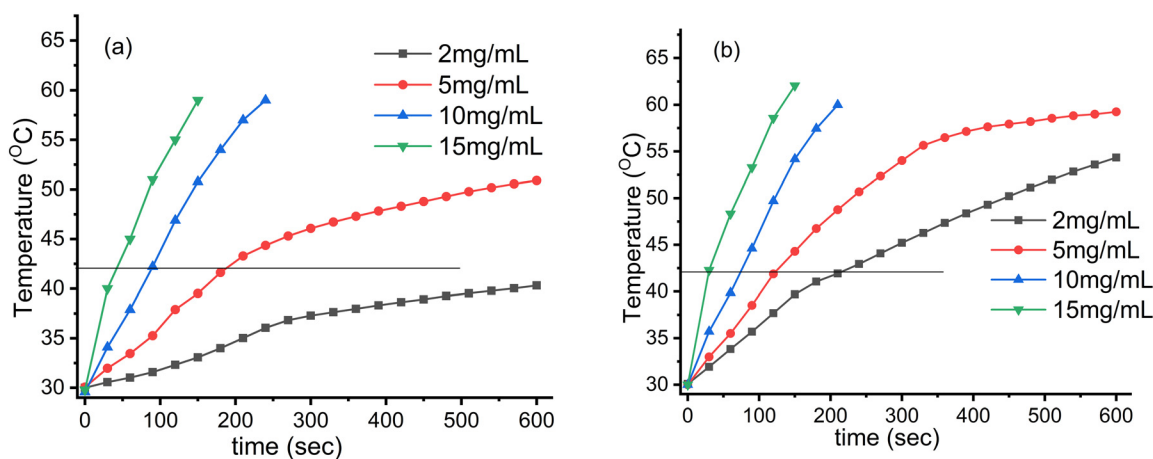 (a)
2mg/mL
5mg/mL
10mg/mL
15mg/mL
Temperature (OC)
65
60
55
50
45
40
35
30
0 100 200 300 400 500 600
time (sec)
(b)
2mg/mL
5mg/mL
10mg/mL
15mg/mL
Temperature (OC)
65
60
55
50
45
40
35
30
0 100 200 300 400 500 600
time (sec)